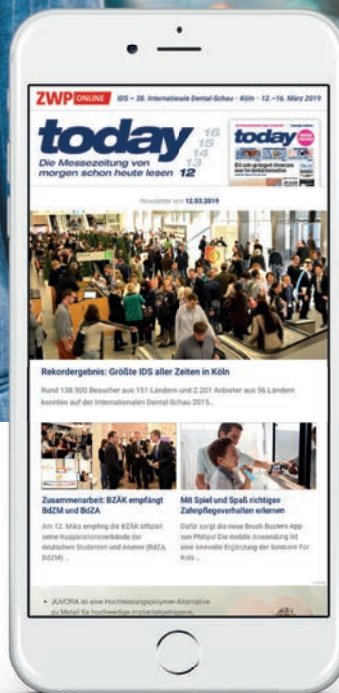 ZWP ONLINE IDS – 38. Internationale Dental-Schau - Köln - 12.–16. März 2019
today
16
15
14
13
12
Die Messezeitung von
morgen schon heute lesen
today
Newsletter vom 12.03.2019
Rekordergebnis: Größte IDS aller Zeiten in Köln
Rund 138.500 Besucher aus 151 Ländern und 2.201 Anbieter aus 56 Ländern
konnten auf der Internationalen Dental-Schau 2015...
Zusammenarbeit: BZÄK empfängt
BdZM und BdZA
Am 12. März empfing die BZÄK offiziell
seine Kooperationsverbände der
deutschen Studenten und Alumni (BdZA,
BdZM) ...
Mit Spiel und Spaß richtiges
Zahnpflegeverhalten erlernen
Dafür sorgt die neue Brush Busters App
von Philips! Die mobile Anwendung ist
eine sinnvolle Ergänzung der Sonicare For
Kids ...
• JUVORA ist eine Hochleistungspolymer-Alternative
zu Metall für hochwertige implantatgetragene,